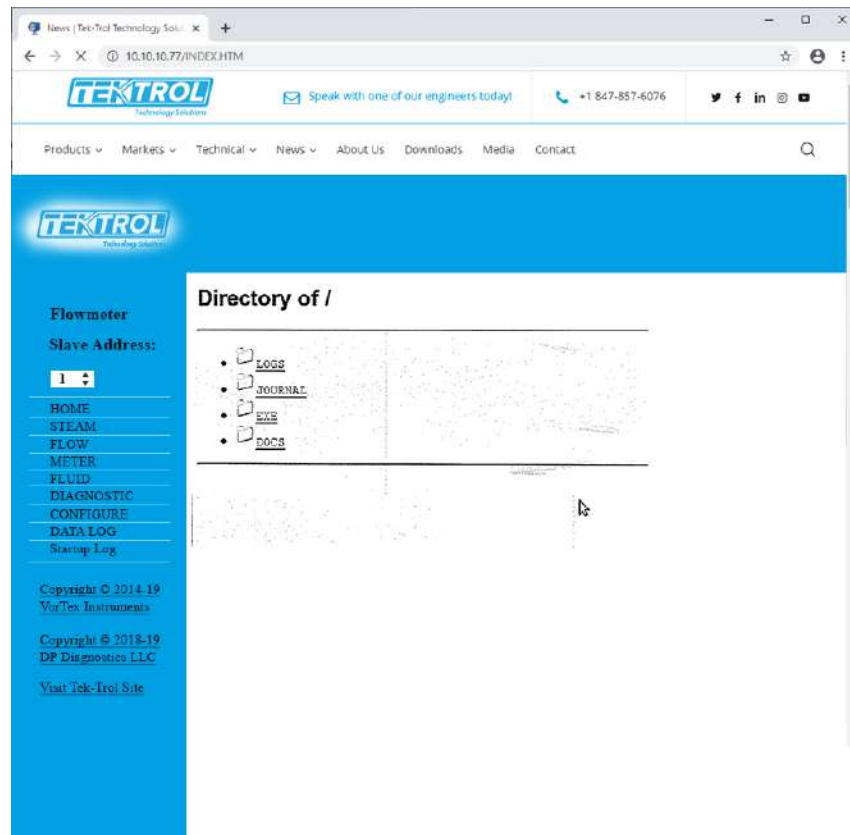 News | Tek-Trol Technology Solut
10.10.10.77/INDEX.HTM
TEKTROL
Technology Solutions
Speak with one of our engineers today!
+1 847-857-6076
Products Markets Technical News About Us Downloads Media Contact
TEKTROL
Technology Solutions
Directory of /
LOGS
JOURNAL
EXE
DOCS
Flowmeter
Slave Address:
1
HOME
STEAM
FLOW
METER
FLUID
DIAGNOSTIC
CONFIGURE
DATA LOG
Startup Log
Copyright © 2014-19
VorTex Instruments
Copyright © 2018-19
DP Diagnostics LLC
Visit Tek-Trol Site